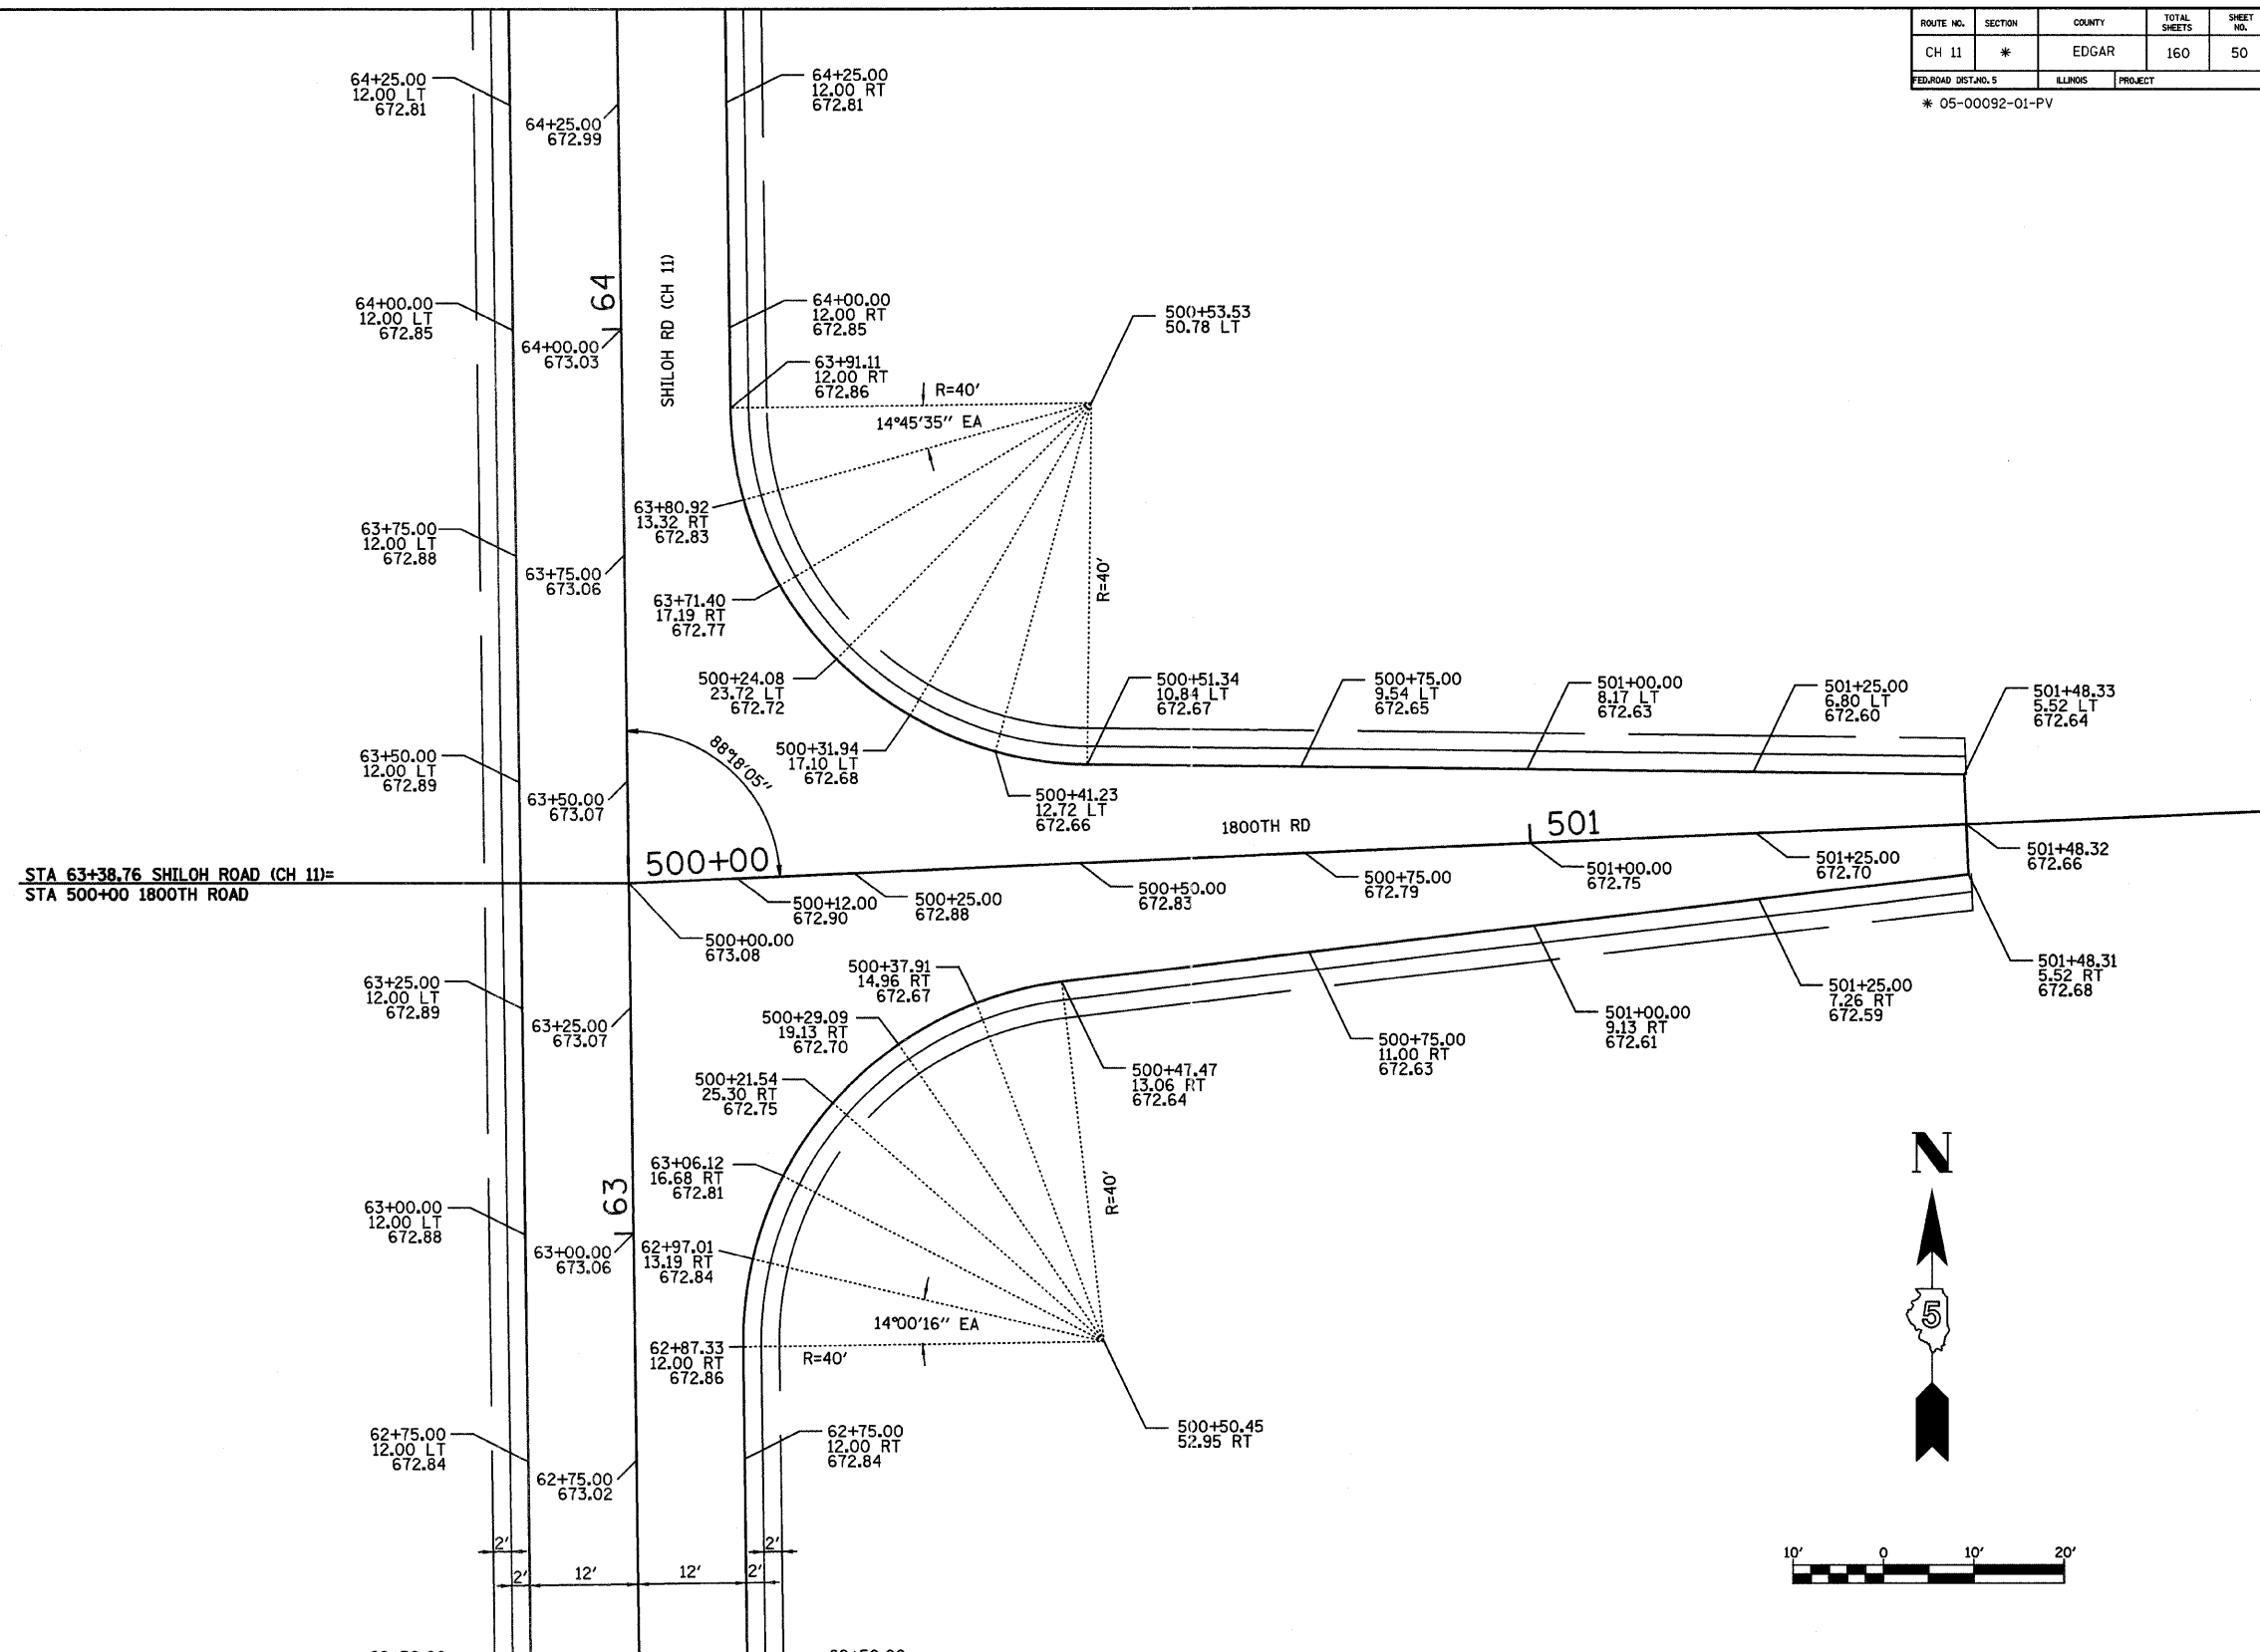 ROUTE NO. SECTION COUNTY TOTAL SHEETS SHEET NO.
CH 11 * EDGAR 160 50
FED.ROAD DIST.NO. 5 ILLINOIS PROJECT
* 05-00092-01-PV
64+25.00
12.00 LT
672.81
64+25.00
672.99
64+25.00
12.00 RT
672.81
64+00.00
12.00 LT
672.85
64
64+00.00
673.03
SHILOH RD (CH 11)
64+00.00
12.00 RT
672.85
63+91.11
12.00 RT
672.86
R=40'
14°45'35" EA
500+53.53
50.78 LT
63+75.00
12.00 LT
672.88
63+75.00
673.06
63+80.92
13.32 RT
672.83
63+71.40
17.19 RT
672.77
R=40'
500+24.08
23.72 LT
672.72
500+31.94
17.10 LT
672.68
500+41.23
12.72 LT
672.66
500+51.34
10.84 LT
672.67
500+75.00
9.54 LT
672.65
501+00.00
8.17 LT
672.63
501+25.00
6.80 LT
672.60
501+48.33
5.52 LT
672.64
63+50.00
12.00 LT
672.89
63+50.00
673.07
88°18'05"
1800TH RD
501
500+00
STA 63+38.76 SHILOH ROAD (CH 11)=
STA 500+00 1800TH ROAD
500+00.00
673.08
500+12.00
672.90
500+25.00
672.88
500+50.00
672.83
500+75.00
672.79
501+00.00
672.75
501+25.00
672.70
501+48.32
672.66
63+25.00
12.00 LT
672.89
63+25.00
673.07
500+37.91
14.96 RT
672.67
500+29.09
19.13 RT
672.70
500+21.54
25.30 RT
672.75
500+47.47
13.06 RT
672.64
500+75.00
11.00 RT
672.63
501+00.00
9.13 RT
672.61
501+25.00
7.26 RT
672.59
501+48.31
5.52 RT
672.68
63+00.00
12.00 LT
672.88
63
63+00.00
673.06
63+06.12
16.68 RT
672.81
62+97.01
13.19 RT
672.84
R=40'
14°00'16" EA
62+87.33
12.00 RT
672.86
R=40'
500+50.45
52.95 RT
62+75.00
12.00 LT
672.84
62+75.00
673.02
62+75.00
12.00 RT
672.84
N
5
2'
2'
2' 12' 12' 2'
10' 0 10' 20'